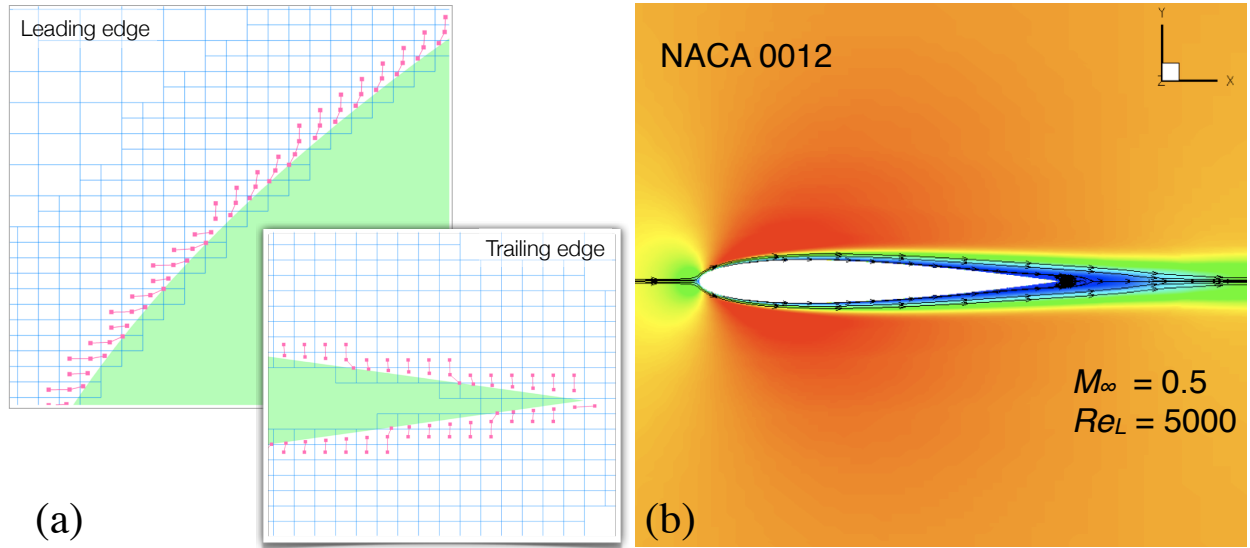 Leading edge
Trailing edge
(a)
NACA 0012
Y
Z
X
M∞ = 0.5
ReL = 5000
(b)